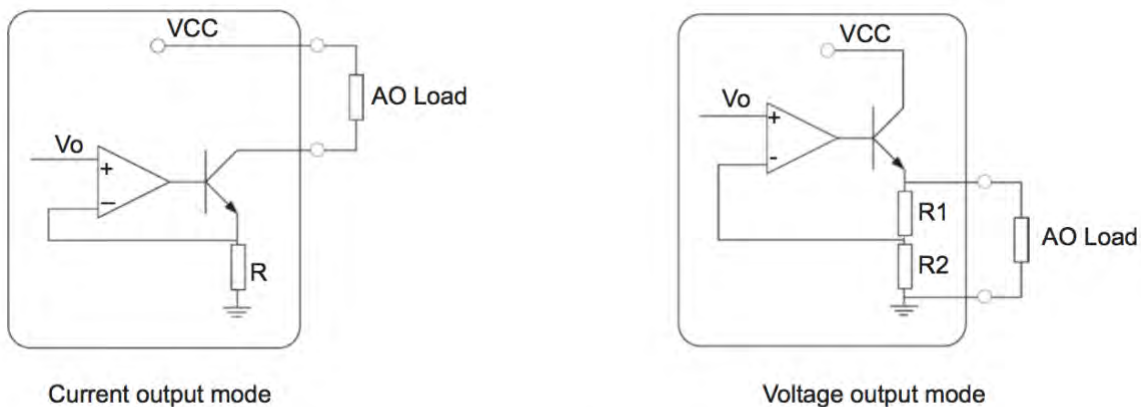 VCC
AO Load
Vo
+
−
R
Current output mode
VCC
Vo
+
-
R1
R2
AO Load
Voltage output mode